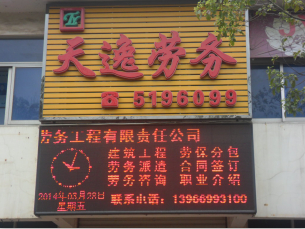 天逸劳务
☎5196099
劳务工程有限责任公司
建筑工程 劳保分包
劳务派遣 合同签订
劳务咨询 职业介绍
2014年03月28日
星期五
联系电话：13966993100